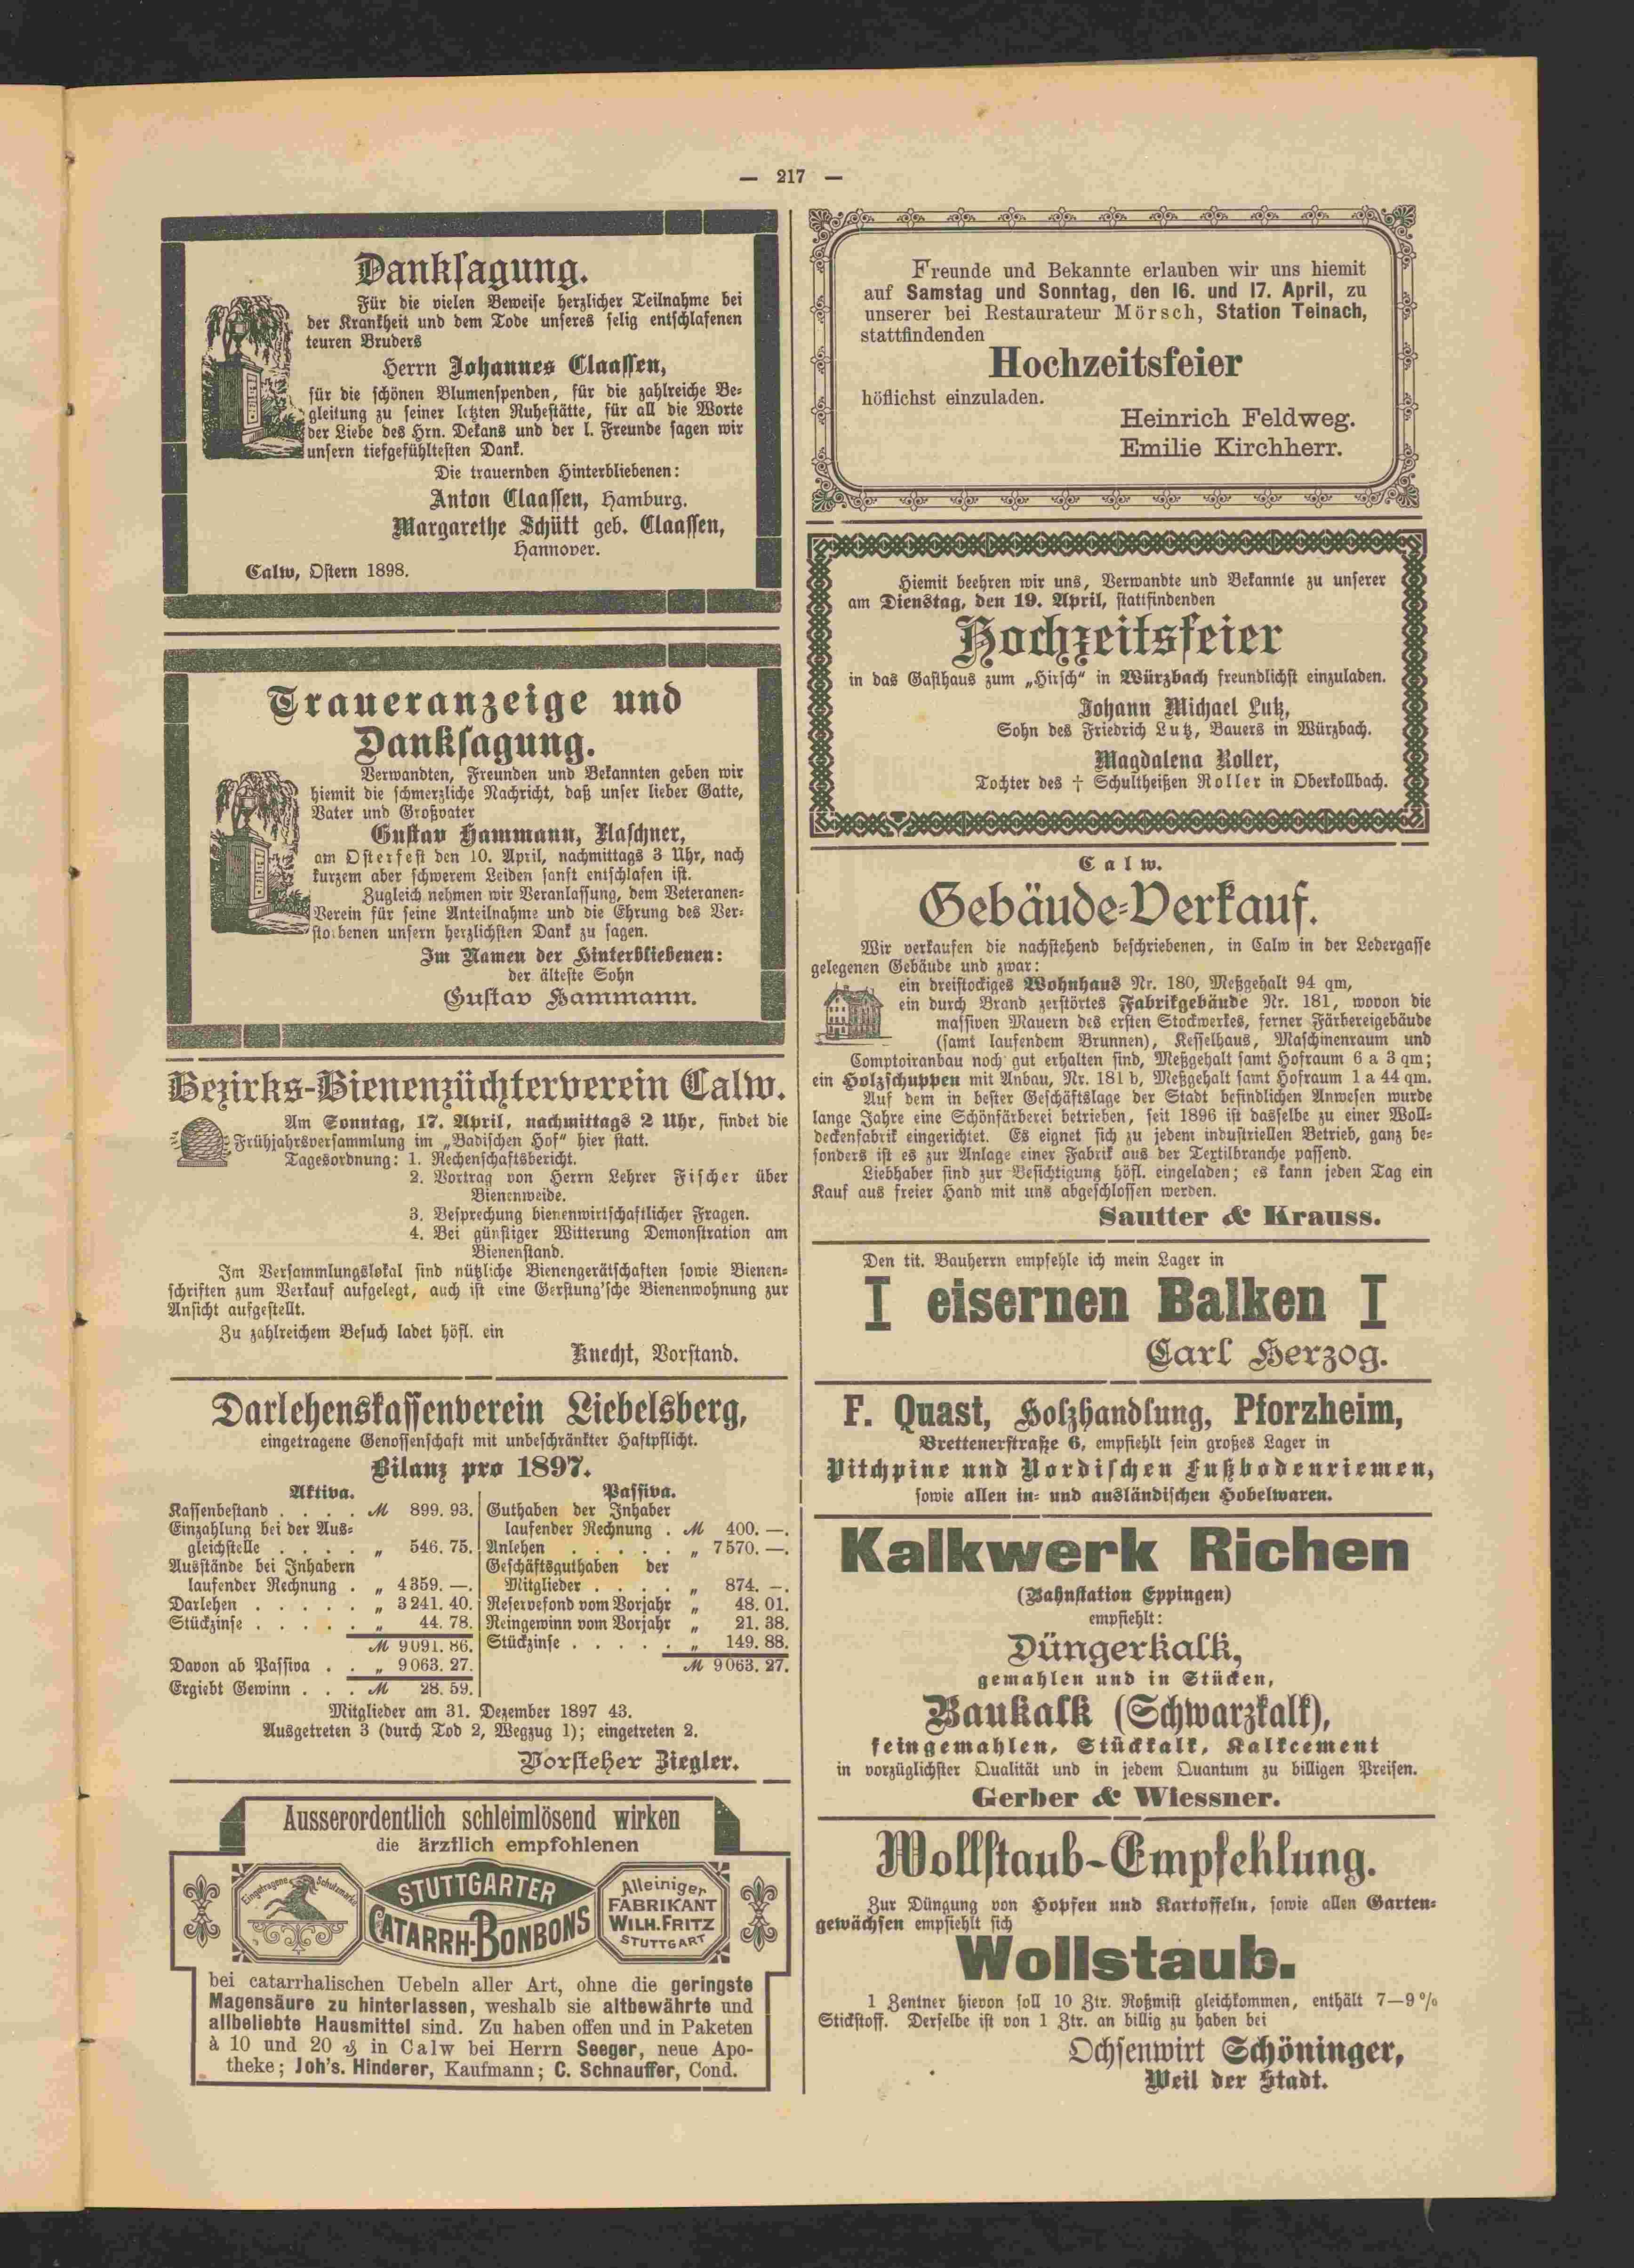 — 217 —
Danksagung.
Für die vielen Beweise herzlicher Teilnahme bei
der Krankheit und dem Tode unseres selig entschlafenen
teuren Bruders
Herrn Johannes Claassen,
für die schönen Blumenspenden, für die zahlreiche Be-
gleitung zu seiner letzten Ruhestätte, für all die Worte
der Liebe des Hrn. Dekans und der l. Freunde sagen wir
unsern tiefgefühltesten Dank.
Die trauernden Hinterbliebenen:
Anton Claassen, Hamburg.
Margarethe Schütt geb. Claassen,
Hannover.
Calw, Ostern 1898.
Traueranzeige und
Danksagung.
Verwandten, Freunden und Bekannten geben wir
hiemit die schmerzliche Nachricht, daß unser lieber Gatte,
Vater und Großvater
Gustav Hammann, Flaschner,
am Osterfest den 10. April, nachmittags 3 Uhr, nach
kurzem aber schwerem Leiden sanft entschlafen ist.
Zugleich nehmen wir Veranlassung, dem Veteranen-
Verein für seine Anteilnahme und die Ehrung des Ver-
storbenen unsern herzlichsten Dank zu sagen.
Im Namen der Hinterbliebenen:
der älteste Sohn
Gustav Hammann.
Bezirks-Bienenzüchterverein Calw.
Am Sonntag, 17. April, nachmittags 2 Uhr, findet die
Frühjahrsversammlung im „Badischen Hof“ hier statt.
Tagesordnung: 1. Rechenschaftsbericht.
2. Vortrag von Herrn Lehrer Fischer über
Bienenweide.
3. Besprechung bienenwirtschaftlicher Fragen.
4. Bei günstiger Witterung Demonstration am
Bienenstand.
Im Versammlungslokal sind nützliche Bienengerätschaften sowie Bienen-
schriften zum Verkauf aufgelegt, auch ist eine Gerstung'sche Bienenwohnung zur
Ansicht aufgestellt.
Zu zahlreichem Besuch ladet höfl. ein
Knecht, Vorstand.
Darlehenskassenverein Liebelsberg,
eingetragene Genossenschaft mit unbeschränkter Haftpflicht.
Bilanz pro 1897.
Aktiva.
Kassenbestand . . . . M 899. 93.
Einzahlung bei der Aus-
gleichstelle . . . . „ 546. 75.
Ausstände bei Inhabern
laufender Rechnung . „ 4359. —.
Darlehen . . . . . „ 3241. 40.
Stückzinse . . . . . „ 44. 78.
M 9091. 86.
Davon ab Passiva . . „ 9063. 27.
Ergiebt Gewinn . . . M 28. 59.
Passiva.
Guthaben der Inhaber
laufender Rechnung . M 400. —.
Anlehen . . . . . „ 7570. —.
Geschäftsguthaben der
Mitglieder . . . . „ 874. —.
Reservefond vom Vorjahr „ 48. 01.
Reingewinn vom Vorjahr „ 21. 38.
Stückzinse . . . . . „ 149. 88.
M 9063. 27.
Mitglieder am 31. Dezember 1897 43.
Ausgetreten 3 (durch Tod 2, Wegzug 1); eingetreten 2.
Vorsteher Ziegler.
Ausserordentlich schleimlösend wirken
die ärztlich empfohlenen
Eingetragene Schutzmarke
STUTTGARTER
CATARRH-BONBONS
Alleiniger
FABRIKANT
WILH. FRITZ
STUTTGART
bei catarrhalischen Uebeln aller Art, ohne die geringste
Magensäure zu hinterlassen, weshalb sie altbewährte und
allbeliebte Hausmittel sind. Zu haben offen und in Paketen
à 10 und 20 ₰ in Calw bei Herrn Seeger, neue Apo-
theke; Joh's. Hinderer, Kaufmann; C. Schnauffer, Cond.
Freunde und Bekannte erlauben wir uns hiemit
auf Samstag und Sonntag, den 16. und 17. April, zu
unserer bei Restaurateur Mörsch, Station Teinach,
stattfindenden
Hochzeitsfeier
höflichst einzuladen.
Heinrich Feldweg.
Emilie Kirchherr.
Hiemit beehren wir uns, Verwandte und Bekannte zu unserer
am Dienstag, den 19. April, stattfindenden
Hochzeitsfeier
in das Gasthaus zum „Hirsch“ in Würzbach freundlichst einzuladen.
Johann Michael Lutz,
Sohn des Friedrich Lutz, Bauers in Würzbach.
Magdalena Roller,
Tochter des † Schultheißen Roller in Oberkollbach.
Calw.
Gebäude-Verkauf.
Wir verkaufen die nachstehend beschriebenen, in Calw in der Ledergasse
gelegenen Gebäude und zwar:
ein dreistockiges Wohnhaus Nr. 180, Meßgehalt 94 qm,
ein durch Brand zerstörtes Fabrikgebäude Nr. 181, wovon die
massiven Mauern des ersten Stockwerkes, ferner Färbereigebäude
(samt laufendem Brunnen), Kesselhaus, Maschinenraum und
Comptoiranbau noch gut erhalten sind, Meßgehalt samt Hofraum 6 a 3 qm;
ein Holzschuppen mit Anbau, Nr. 181 b, Meßgehalt samt Hofraum 1 a 44 qm.
Auf dem in bester Geschäftslage der Stadt befindlichen Anwesen wurde
lange Jahre eine Schönfärberei betrieben, seit 1896 ist dasselbe zu einer Woll-
deckenfabrik eingerichtet. Es eignet sich zu jedem industriellen Betrieb, ganz be-
sonders ist es zur Anlage einer Fabrik aus der Textilbranche passend.
Liebhaber sind zur Besichtigung höfl. eingeladen; es kann jeden Tag ein
Kauf aus freier Hand mit uns abgeschlossen werden.
Sautter & Krauss.
Den tit. Bauherrn empfehle ich mein Lager in
I eisernen Balken I
Carl Herzog.
F. Quast, Holzhandlung, Pforzheim,
Brettenerstraße 6, empfiehlt sein großes Lager in
Pitchpine und Nordischen Fußbodenriemen,
sowie allen in- und ausländischen Hobelwaren.
Kalkwerk Richen
(Bahnstation Eppingen)
empfiehlt:
Düngerkalk,
gemahlen und in Stücken,
Baukalk (Schwarzkalk),
feingemahlen, Stückkalk, Kalkcement
in vorzüglichster Qualität und in jedem Quantum zu billigen Preisen.
Gerber & Wiessner.
Wollstaub-Empfehlung.
Zur Düngung von Hopfen und Kartoffeln, sowie allen Garten-
gewächsen empfiehlt sich
Wollstaub.
1 Zentner hievon soll 10 Ztr. Roßmist gleichkommen, enthält 7—9%
Stickstoff. Derselbe ist von 1 Ztr. an billig zu haben bei
Ochsenwirt Schöninger,
Weil der Stadt.